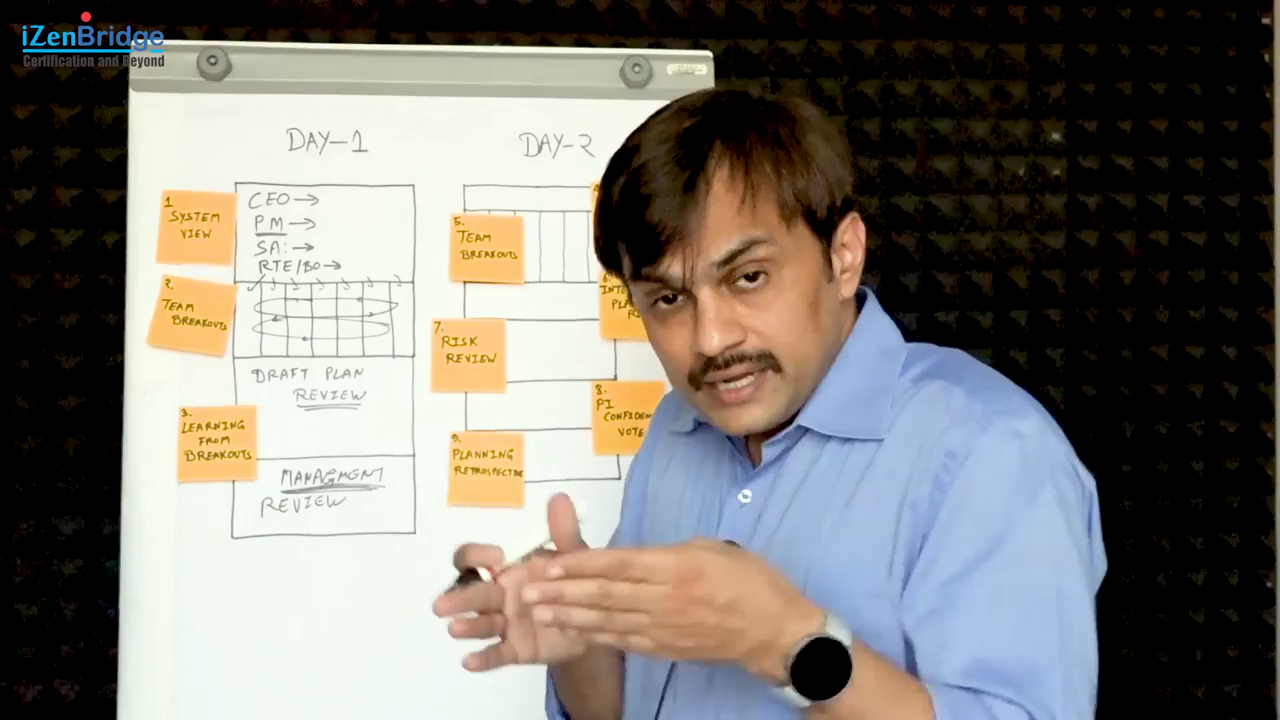 iZenBridge
Certification and Beyond
DAY-1
1
SYSTEM
VIEW
CEO →
PM →
SA: →
RTE/BO →
2
TEAM
BREAKOUTS
DRAFT PLAN
REVIEW
3.
LEARNING
FROM
BREAKOUTS
MANAGMENT
REVIEW
DAY-2
5.
TEAM
BREAKOUTS
6.
7.
RISK
REVIEW
8.
PI
VOTE
9.
PLANNING
RETROSPECTIVE